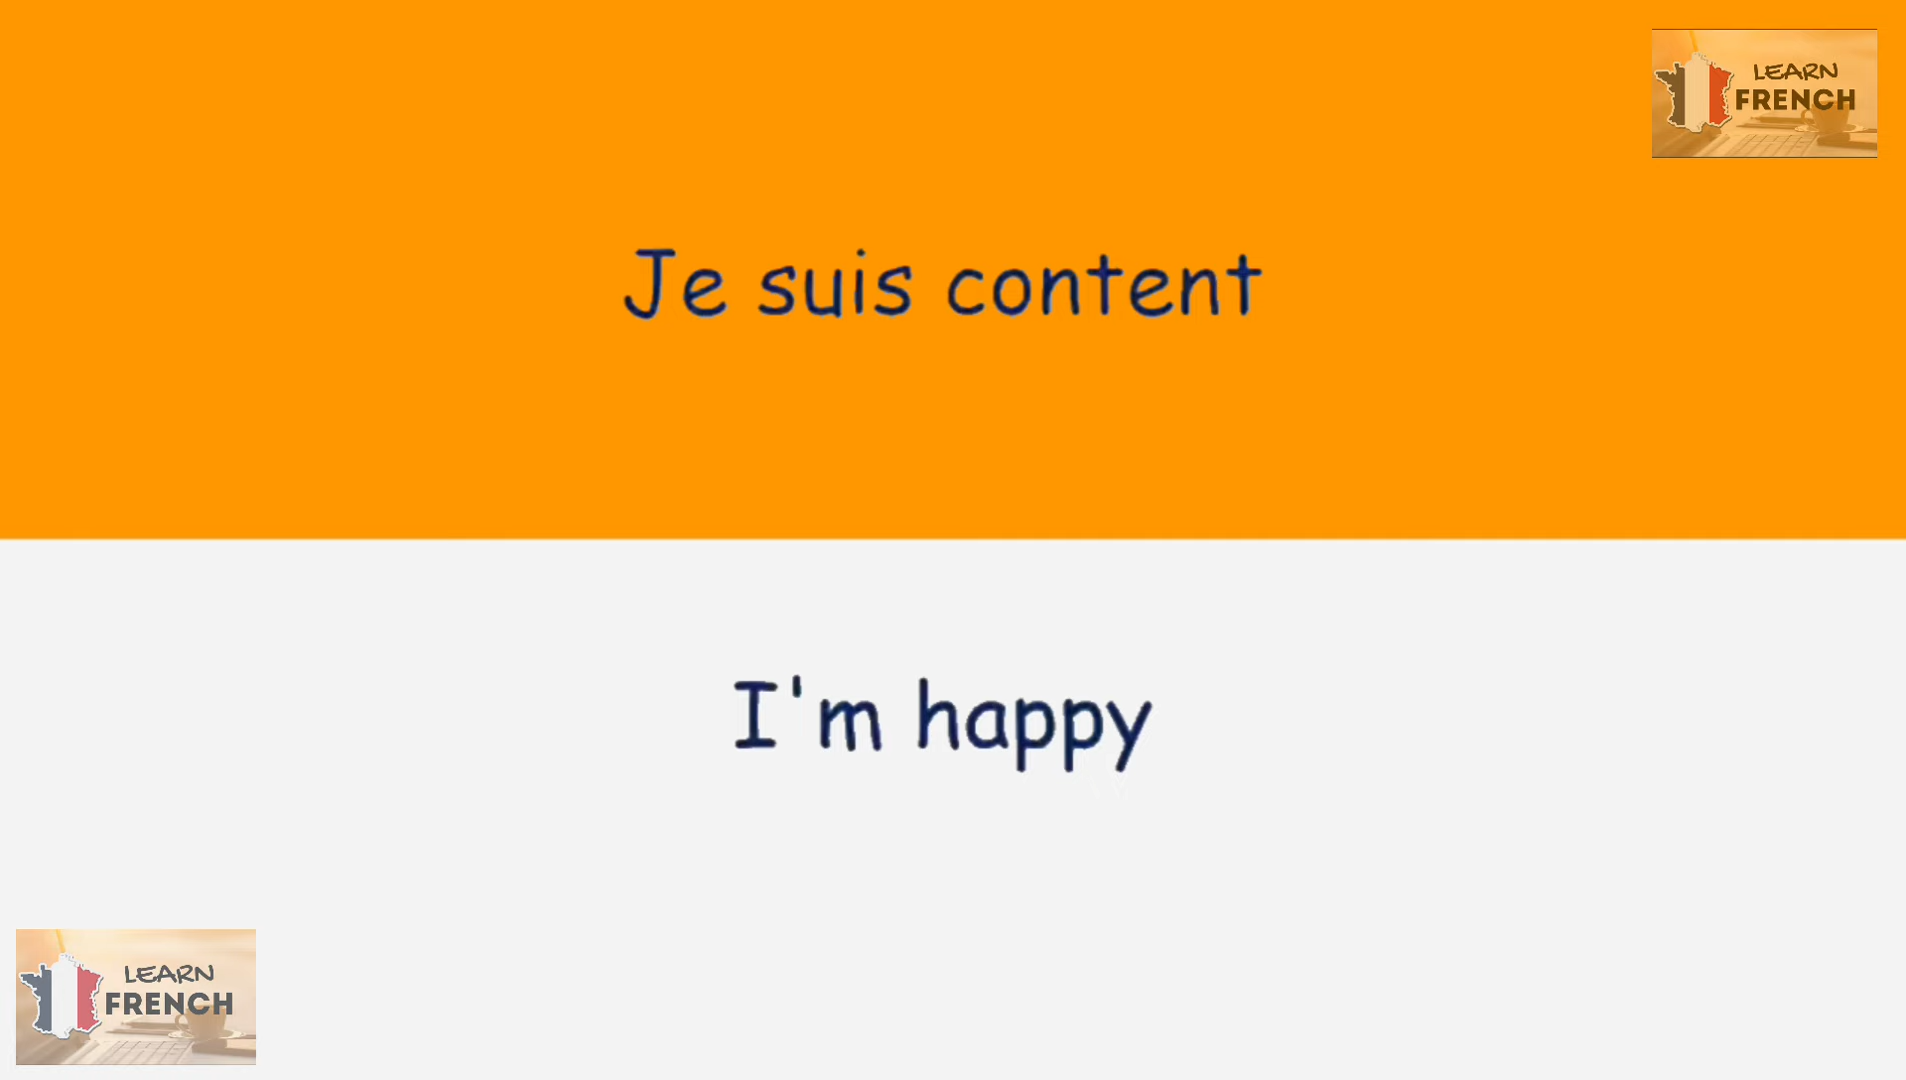 LEARN
FRENCH
Je suis content
I'm happy
LEARN
FRENCH